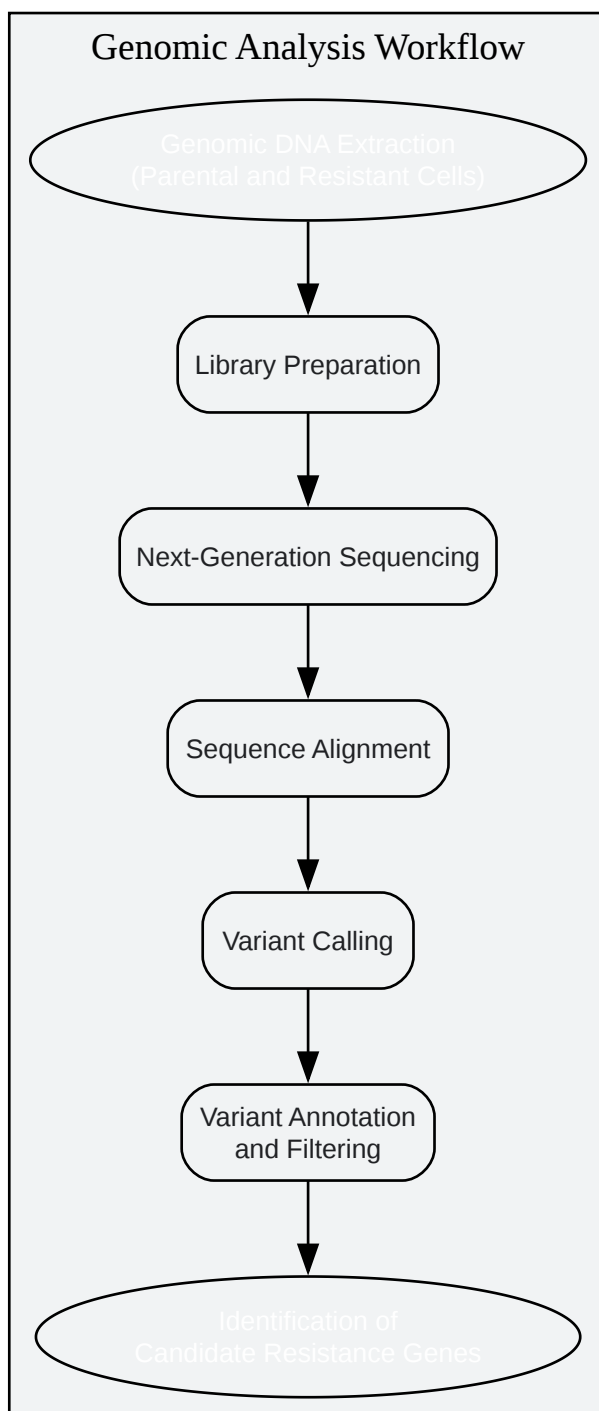 Genomic Analysis Workflow
Genomic DNA Extraction
(Parental and Resistant Cells)
Library Preparation
Next-Generation Sequencing
Sequence Alignment
Variant Calling
Variant Annotation
and Filtering
Identification of
Candidate Resistance Genes